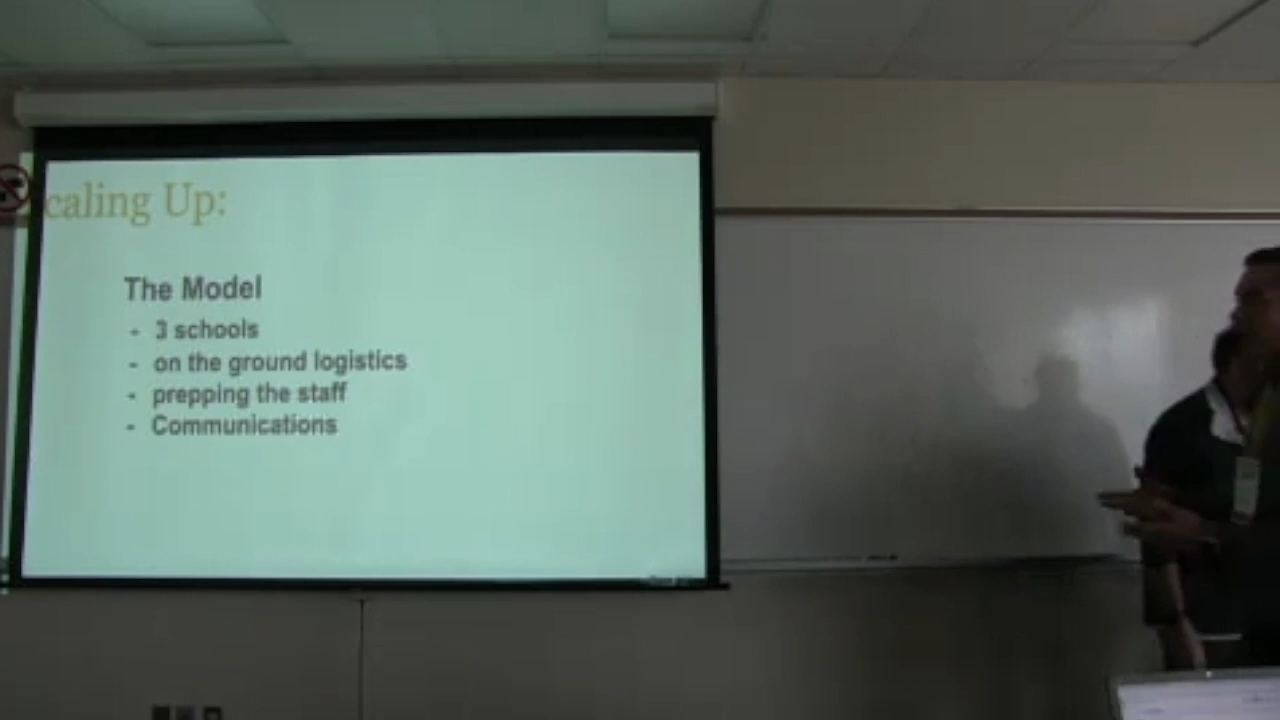 caling Up:
The Model
- 3 schools
- on the ground logistics
- prepping the staff
- Communications